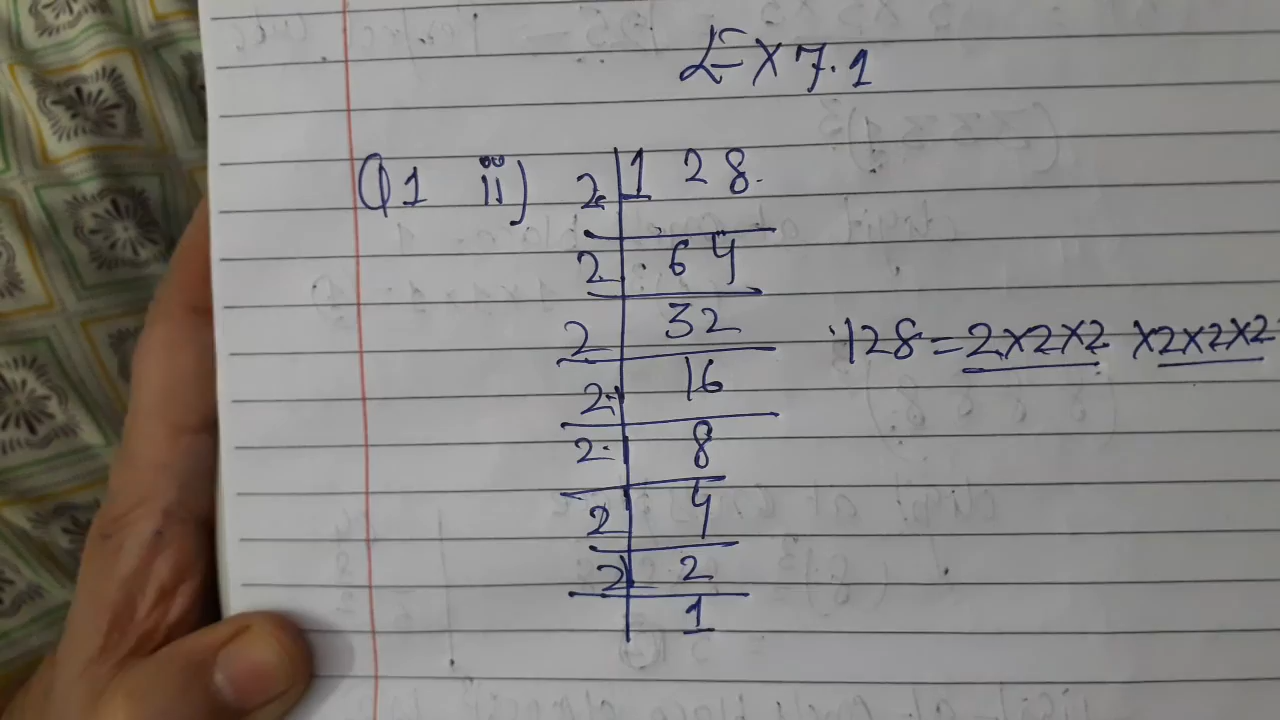 Ex 7.1
Q1 ii) 2 | 128
2 | 64
2 | 32
128 = 2×2×2 ×2×2×2
2 | 16
2 | 8
2 | 4
2 | 2
1